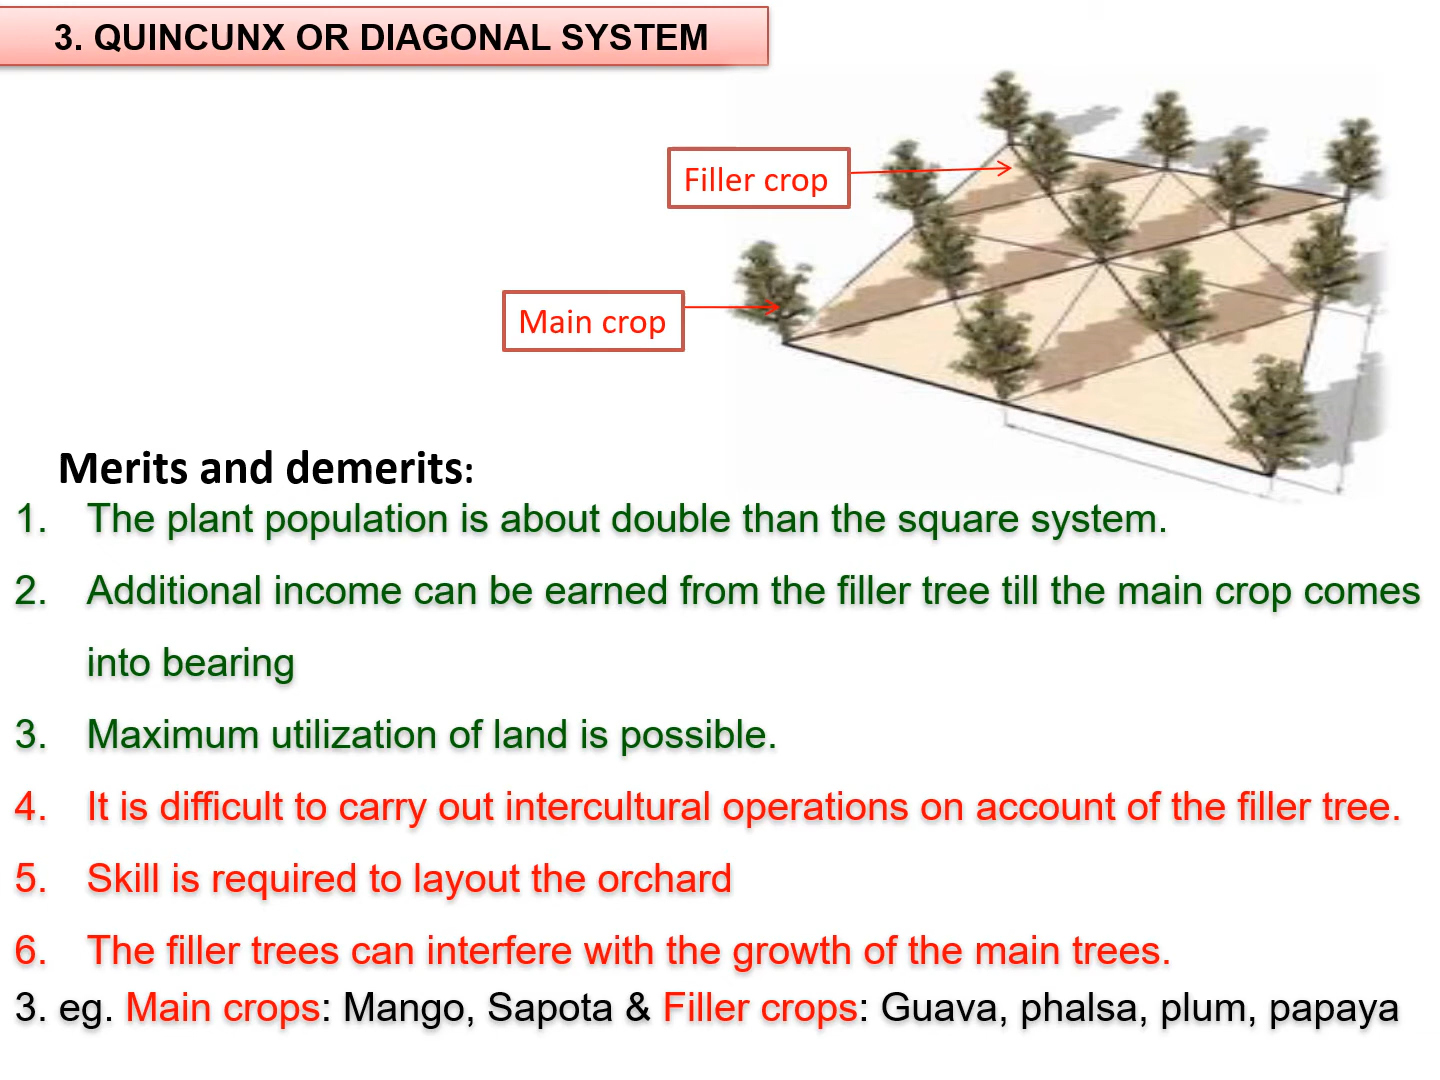 3. QUINCUNX OR DIAGONAL SYSTEM
Filler crop
Main crop
Merits and demerits:
1. The plant population is about double than the square system.
2. Additional income can be earned from the filler tree till the main crop comes
into bearing
3. Maximum utilization of land is possible.
4. It is difficult to carry out intercultural operations on account of the filler tree.
5. Skill is required to layout the orchard
6. The filler trees can interfere with the growth of the main trees.
3. eg. Main crops: Mango, Sapota & Filler crops: Guava, phalsa, plum, papaya